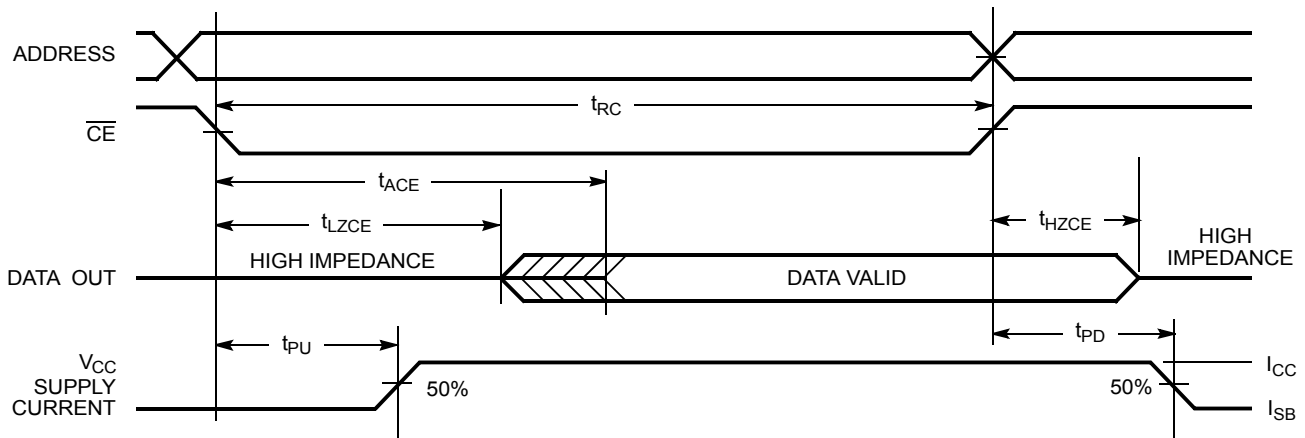 ADDRESS
t_RC
C̅E̅
t_ACE
t_LZCE
t_HZCE
HIGH IMPEDANCE
HIGH
IMPEDANCE
DATA OUT
DATA VALID
t_PU
t_PD
V_CC
SUPPLY
CURRENT
50%
50%
I_CC
I_SB